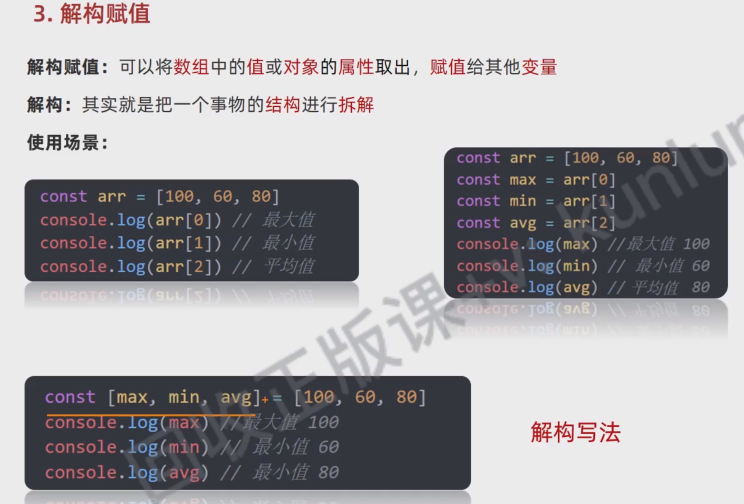 3. 解构赋值
解构赋值：可以将数组中的值或对象的属性取出，赋值给其他变量
解构：其实就是把一个事物的结构进行拆解
使用场景：
const arr = [100, 60, 80]
console.log(arr[0]) // 最大值
console.log(arr[1]) // 最小值
console.log(arr[2]) // 平均值
const arr = [100, 60, 80]
const max = arr[0]
const min = arr[1]
const avg = arr[2]
console.log(max) //最大值 100
console.log(min) // 最小值 60
console.log(avg) // 平均值 80
const [max, min, avg] = [100, 60, 80]
console.log(max) //最大值 100
console.log(min) // 最小值 60
console.log(avg) // 最小值 80
解构写法
回收正版课+v: kunlun